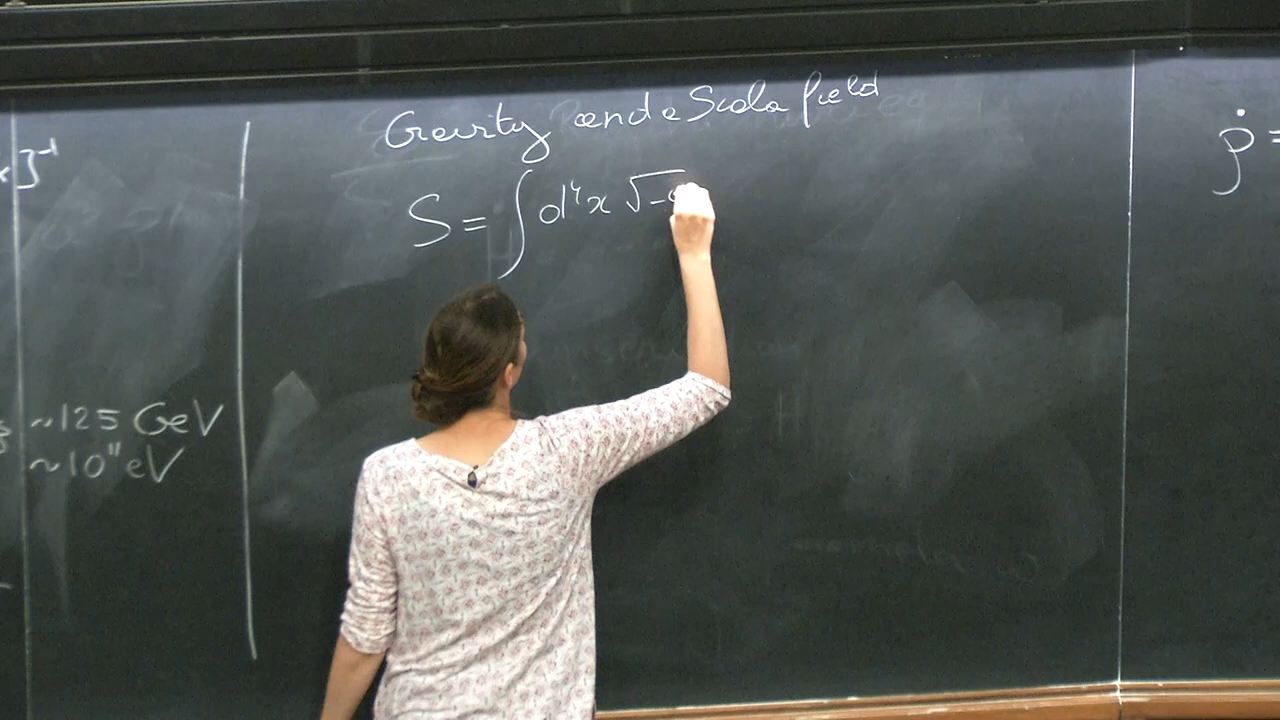 x]⁻¹
Gravity and a Scalar field
S = ∫ d⁴x √-g
~125 GeV
~10¹¹ eV
ρ̇ =